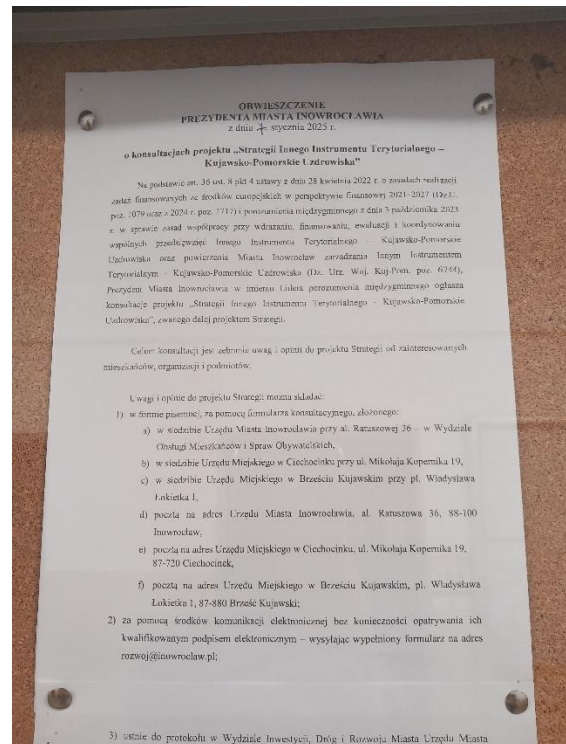 OBWIESZCZENIE
PREZYDENTA MIASTA INOWROCŁAWIA
z dnia 7 stycznia 2025 r.
o konsultacjach projektu „Strategii Innego Instrumentu Terytorialnego –
Kujawsko-Pomorskie Uzdrowiska”
Na podstawie art. 36 ust. 8 pkt 4 ustawy z dnia 28 kwietnia 2022 r. o zasadach realizacji
zadań finansowanych ze środków europejskich w perspektywie finansowej 2021–2027 (Dz.U.
poz. 1079 oraz z 2024 r. poz. 1717) i porozumienia międzygminnego z dnia 3 października 2023
r. w sprawie zasad współpracy przy wdrażaniu, finansowaniu, ewaluacji i koordynowaniu
wspólnych przedsięwzięć Innego Instrumentu Terytorialnego - Kujawsko-Pomorskie
Uzdrowiska oraz powierzenia Miastu Inowrocław zarządzania Innym Instrumentem
Terytorialnym - Kujawsko-Pomorskie Uzdrowiska (Dz. Urz. Woj. Kuj-Pom. poz. 6744),
Prezydent Miasta Inowrocławia w imieniu Lidera porozumienia międzygminnego ogłasza
konsultacje projektu „Strategii Innego Instrumentu Terytorialnego – Kujawsko-Pomorskie
Uzdrowiska”, zwanego dalej projektem Strategii.
Celem konsultacji jest zebranie uwag i opinii do projektu Strategii od zainteresowanych
mieszkańców, organizacji i podmiotów.
Uwagi i opinie do projektu Strategii można składać:
1) w formie pisemnej, za pomocą formularza konsultacyjnego, złożonego:
a) w siedzibie Urzędu Miasta Inowrocławia przy al. Ratuszowej 36 – w Wydziale
Obsługi Mieszkańców i Spraw Obywatelskich,
b) w siedzibie Urzędu Miejskiego w Ciechocinku przy ul. Mikołaja Kopernika 19,
c) w siedzibie Urzędu Miejskiego w Brześciu Kujawskim przy pl. Władysława
Łokietka 1,
d) pocztą na adres Urzędu Miasta Inowrocławia, al. Ratuszowa 36, 88-100
Inowrocław,
e) pocztą na adres Urzędu Miejskiego w Ciechocinku, ul. Mikołaja Kopernika 19,
87-720 Ciechocinek,
f) pocztą na adres Urzędu Miejskiego w Brześciu Kujawskim, pl. Władysława
Łokietka 1, 87-880 Brześć Kujawski;
2) za pomocą środków komunikacji elektronicznej bez konieczności opatrywania ich
kwalifikowanym podpisem elektronicznym – wysyłając wypełniony formularz na adres
rozwoj@inowroclaw.pl;
3) ustnie do protokołu w Wydziale Inwestycji, Dróg i Rozwoju Miasta Urzędu Miasta